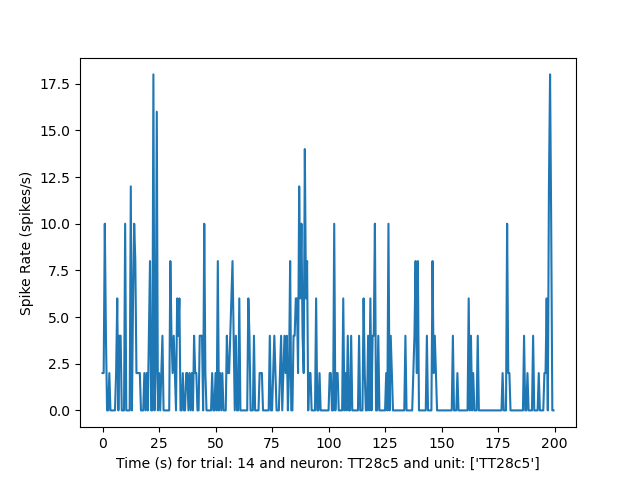 17.5
15.0
12.5
10.0
7.5
5.0
2.5
0.0
Spike Rate (spikes/s)
0 25 50 75 100 125 150 175 200
Time (s) for trial: 14 and neuron: TT28c5 and unit: ['TT28c5']